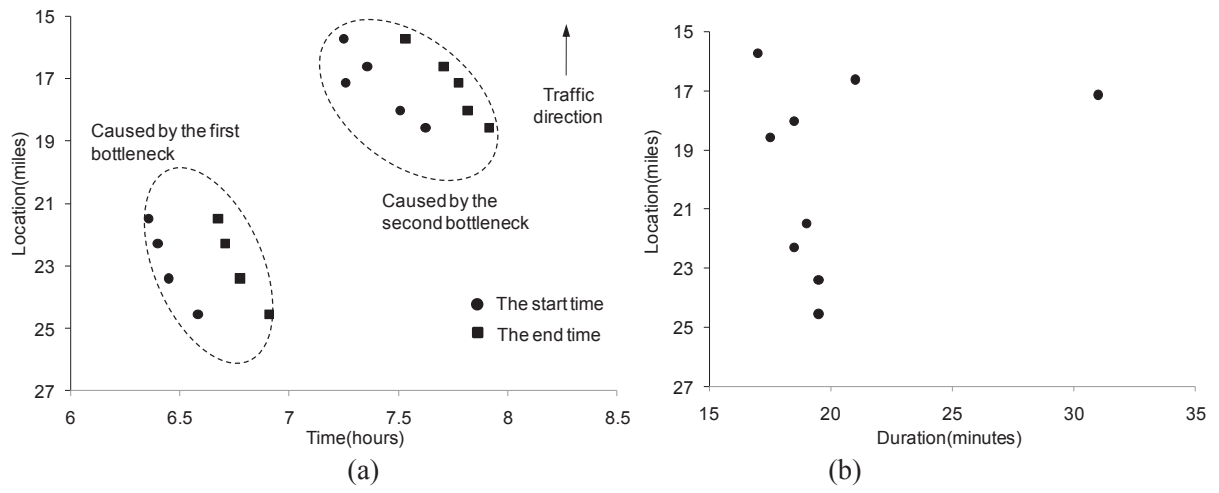 15
17
19
21
23
25
27
Location(miles)
6
6.5
7
7.5
8
8.5
Time(hours)
Caused by the first
bottleneck
Caused by the
second bottleneck
Traffic
direction
The start time
The end time
(a)
15
17
19
21
23
25
27
Location(miles)
15
20
25
30
35
Duration(minutes)
(b)